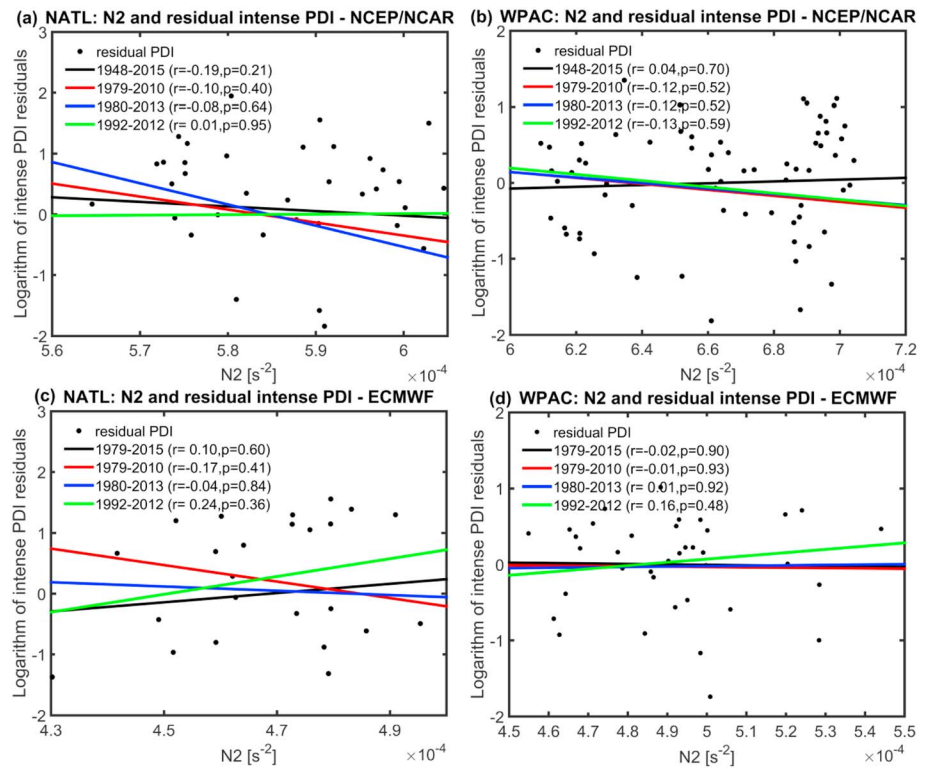 (a) NATL: N2 and residual intense PDI - NCEP/NCAR
3
2
1
0
-1
-2
Logarithm of intense PDI residuals
residual PDI
1948-2015 (r=-0.19,p=0.21)
1979-2010 (r=-0.10,p=0.40)
1980-2013 (r=-0.08,p=0.64)
1992-2012 (r= 0.01,p=0.95)
5.6 5.7 5.8 5.9 6
N2 [s-2] ×10-4
(b) WPAC: N2 and residual intense PDI - NCEP/NCAR
2
1
0
-1
-2
Logarithm of intense PDI residuals
residual PDI
1948-2015 (r= 0.04,p=0.70)
1979-2010 (r=-0.12,p=0.52)
1980-2013 (r=-0.12,p=0.52)
1992-2012 (r=-0.13,p=0.59)
6 6.2 6.4 6.6 6.8 7 7.2
N2 [s-2] ×10-4
(c) NATL: N2 and residual intense PDI - ECMWF
3
2
1
0
-1
-2
Logarithm of intense PDI residuals
residual PDI
1979-2015 (r= 0.10,p=0.60)
1979-2010 (r=-0.17,p=0.41)
1980-2013 (r=-0.04,p=0.84)
1992-2012 (r= 0.24,p=0.36)
4.3 4.5 4.7 4.9
N2 [s-2] ×10-4
(d) WPAC: N2 and residual intense PDI - ECMWF
2
1
0
-1
-2
Logarithm of intense PDI residuals
residual PDI
1979-2015 (r=-0.02,p=0.90)
1979-2010 (r=-0.01,p=0.93)
1980-2013 (r= 0.01,p=0.92)
1992-2012 (r= 0.16,p=0.48)
4.5 4.6 4.7 4.8 4.9 5 5.1 5.2 5.3 5.4 5.5
N2 [s-2] ×10-4